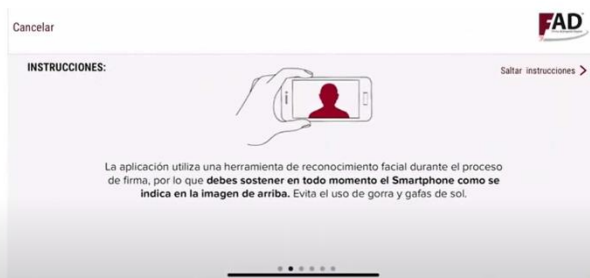 Cancelar
FAD
INSTRUCCIONES:
Saltar instrucciones
La aplicación utiliza una herramienta de reconocimiento facial durante el proceso
de firma, por lo que debes sostener en todo momento el Smartphone como se
indica en la imagen de arriba. Evita el uso de gorra y gafas de sol.